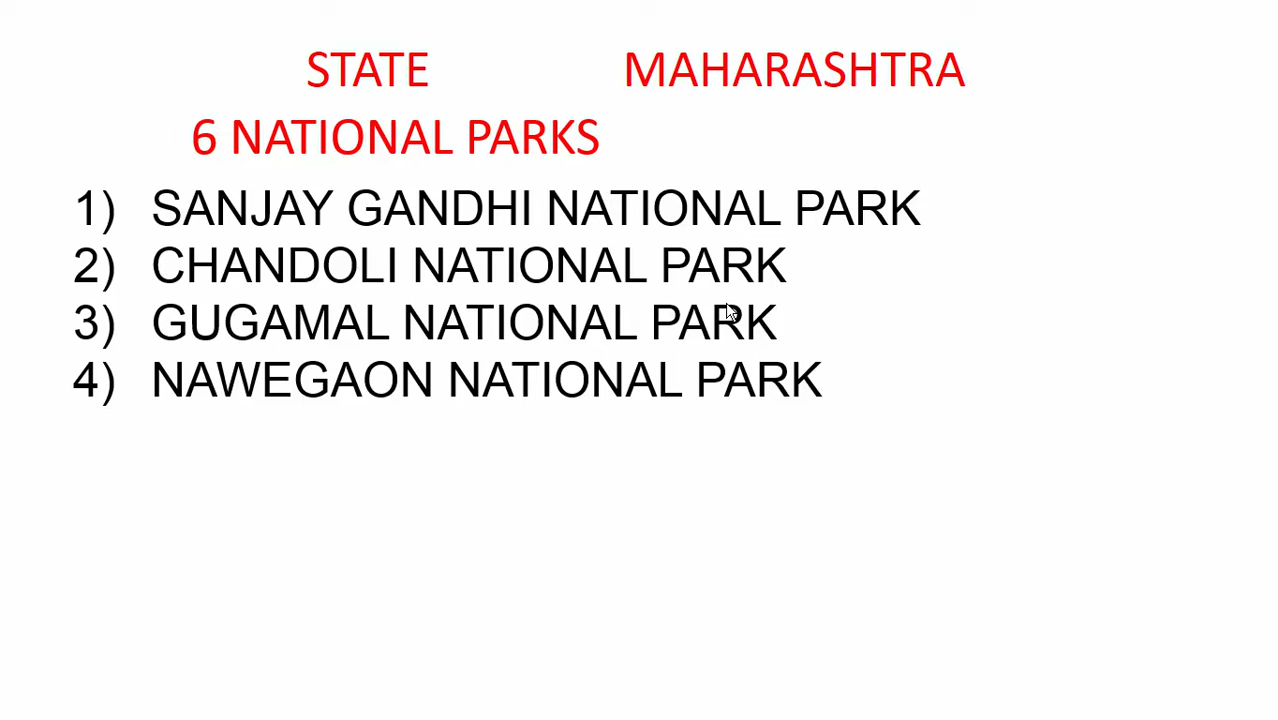 STATE MAHARASHTRA
6 NATIONAL PARKS
1) SANJAY GANDHI NATIONAL PARK
2) CHANDOLI NATIONAL PARK
3) GUGAMAL NATIONAL PARK
4) NAWEGAON NATIONAL PARK